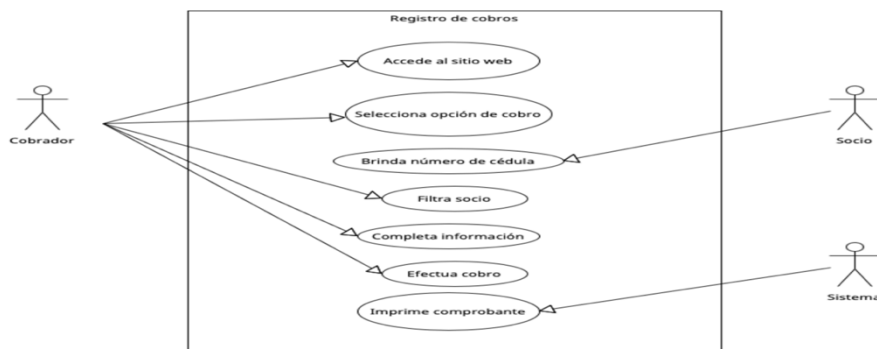 Registro de cobros
Accede al sitio web
Selecciona opción de cobro
Cobrador
Socio
Brinda número de cédula
Filtra socio
Completa información
Efectua cobro
Sistema
Imprime comprobante